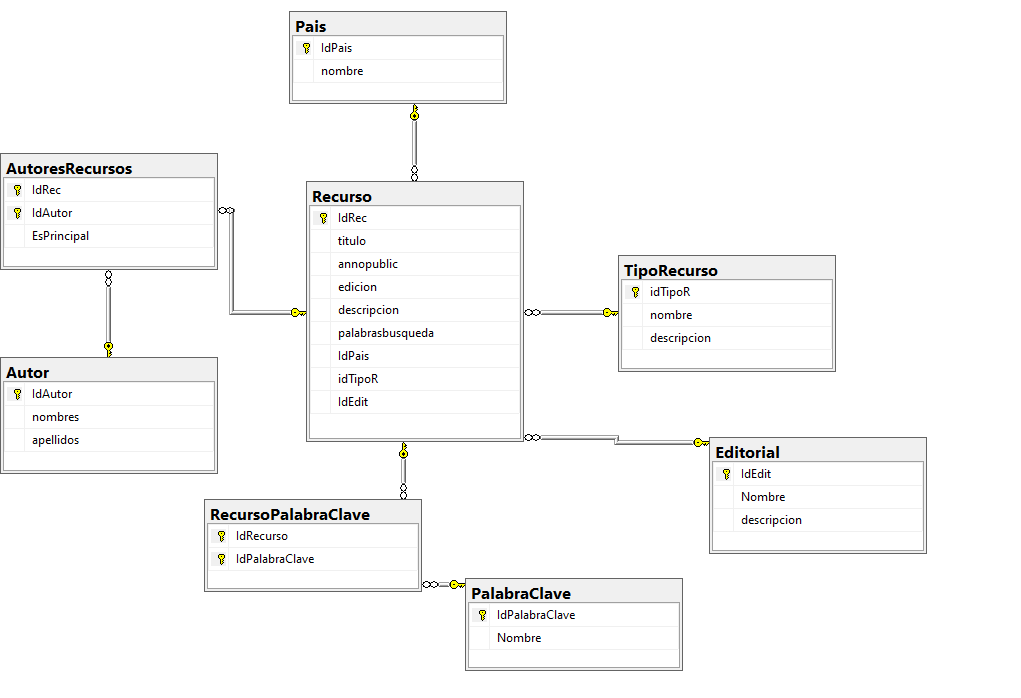 Pais
IdPais
nombre
AutoresRecursos
IdRec
IdAutor
EsPrincipal
Recurso
IdRec
titulo
annopublic
edicion
descripcion
palabrasbusqueda
IdPais
idTipoR
IdEdit
TipoRecurso
idTipoR
nombre
descripcion
Autor
IdAutor
nombres
apellidos
Editorial
IdEdit
Nombre
descripcion
RecursoPalabraClave
IdRecurso
IdPalabraClave
PalabraClave
IdPalabraClave
Nombre